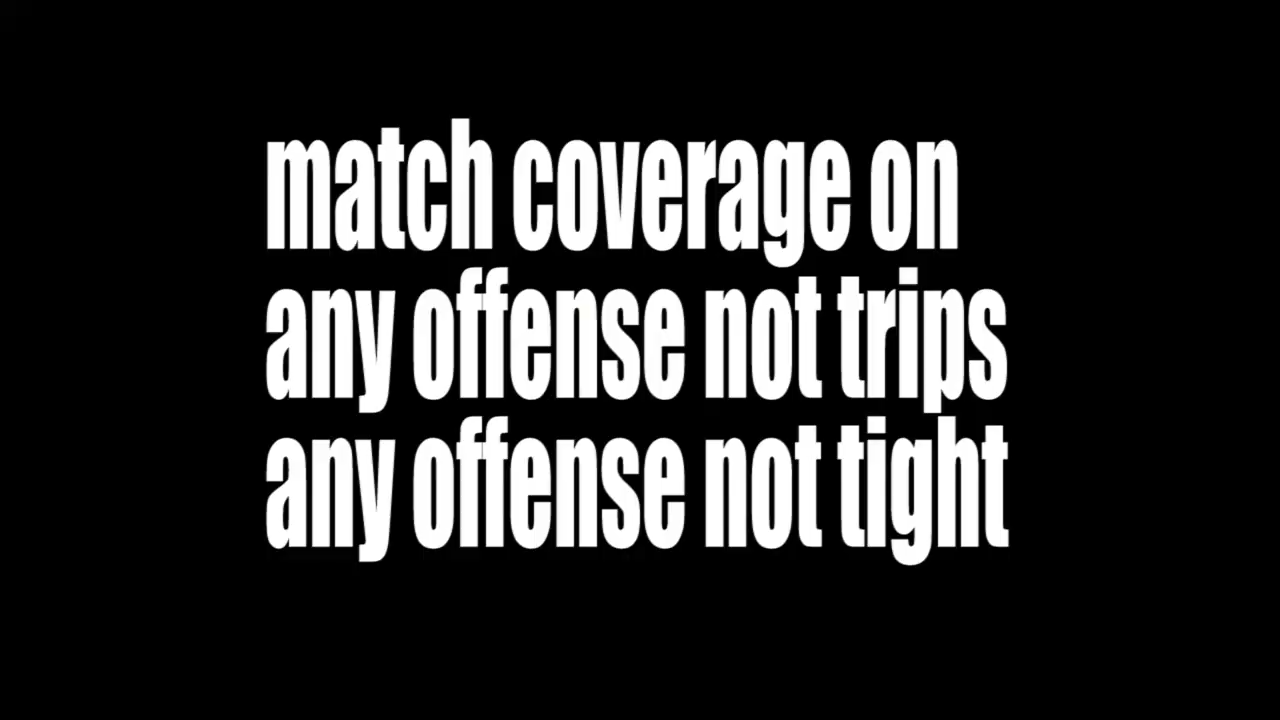 match coverage on
any offense not trips
any offense not tight